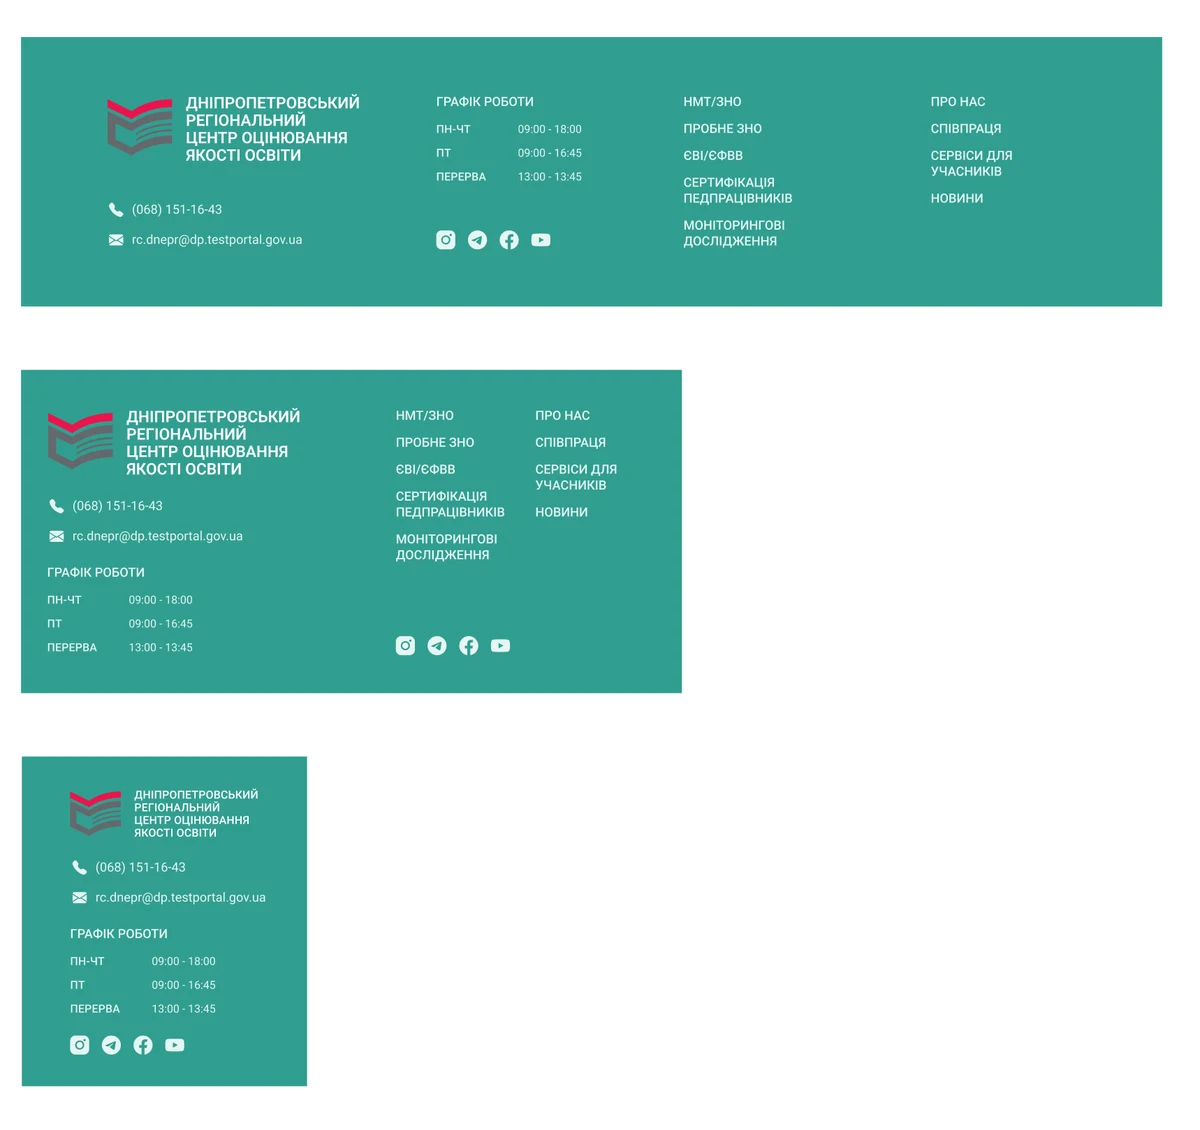 ДНІПРОПЕТРОВСЬКИЙ
РЕГІОНАЛЬНИЙ
ЦЕНТР ОЦІНЮВАННЯ
ЯКОСТІ ОСВІТИ
(068) 151-16-43
rc.dnepr@dp.testportal.gov.ua
ГРАФІК РОБОТИ
ПН-ЧТ 09:00 - 18:00
ПТ 09:00 - 16:45
ПЕРЕРВА 13:00 - 13:45
НМТ/ЗНО
ПРОБНЕ ЗНО
ЄВІ/ЄФВВ
СЕРТИФІКАЦІЯ
ПЕДПРАЦІВНИКІВ
МОНІТОРИНГОВІ
ДОСЛІДЖЕННЯ
ПРО НАС
СПІВПРАЦЯ
СЕРВІСИ ДЛЯ
УЧАСНИКІВ
НОВИНИ
ДНІПРОПЕТРОВСЬКИЙ
РЕГІОНАЛЬНИЙ
ЦЕНТР ОЦІНЮВАННЯ
ЯКОСТІ ОСВІТИ
(068) 151-16-43
rc.dnepr@dp.testportal.gov.ua
ГРАФІК РОБОТИ
ПН-ЧТ 09:00 - 18:00
ПТ 09:00 - 16:45
ПЕРЕРВА 13:00 - 13:45
НМТ/ЗНО
ПРОБНЕ ЗНО
ЄВІ/ЄФВВ
СЕРТИФІКАЦІЯ
ПЕДПРАЦІВНИКІВ
МОНІТОРИНГОВІ
ДОСЛІДЖЕННЯ
ПРО НАС
СПІВПРАЦЯ
СЕРВІСИ ДЛЯ
УЧАСНИКІВ
НОВИНИ
ДНІПРОПЕТРОВСЬКИЙ
РЕГІОНАЛЬНИЙ
ЦЕНТР ОЦІНЮВАННЯ
ЯКОСТІ ОСВІТИ
(068) 151-16-43
rc.dnepr@dp.testportal.gov.ua
ГРАФІК РОБОТИ
ПН-ЧТ 09:00 - 18:00
ПТ 09:00 - 16:45
ПЕРЕРВА 13:00 - 13:45